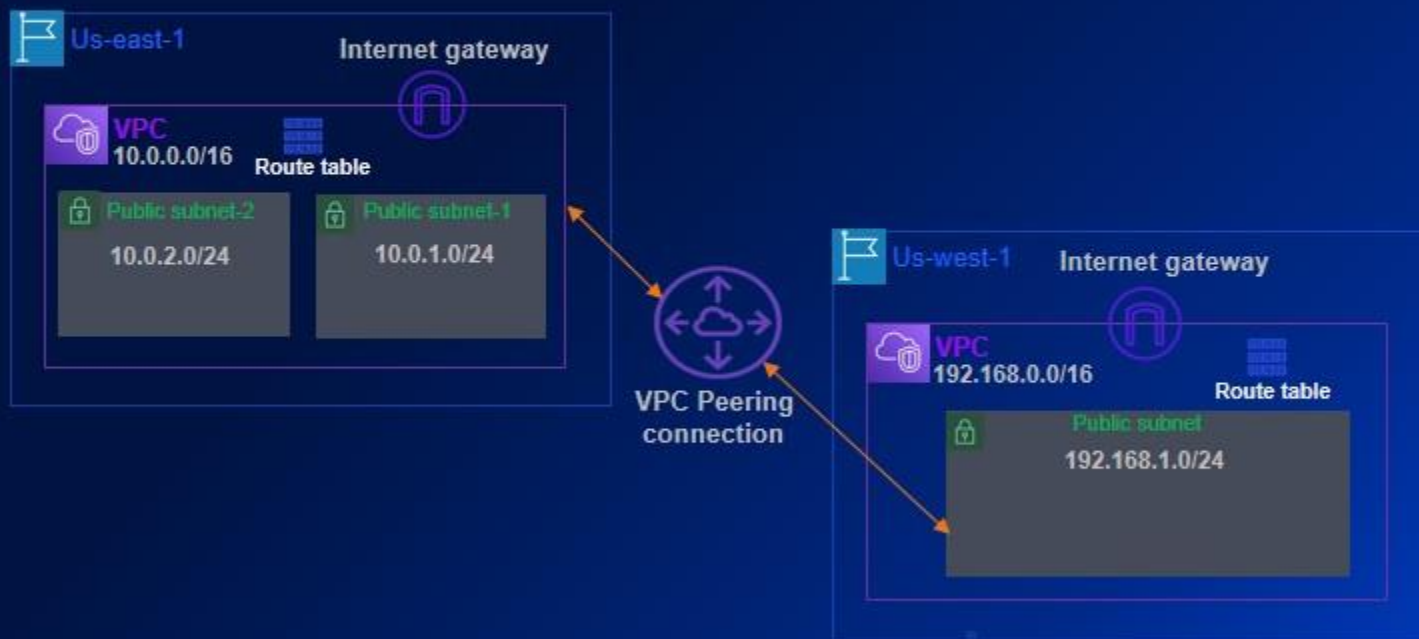 Us-east-1
Internet gateway
VPC
10.0.0.0/16
Route table
Public subnet-2
10.0.2.0/24
Public subnet-1
10.0.1.0/24
VPC Peering
connection
Us-west-1
Internet gateway
VPC
192.168.0.0/16
Route table
Public subnet
192.168.1.0/24